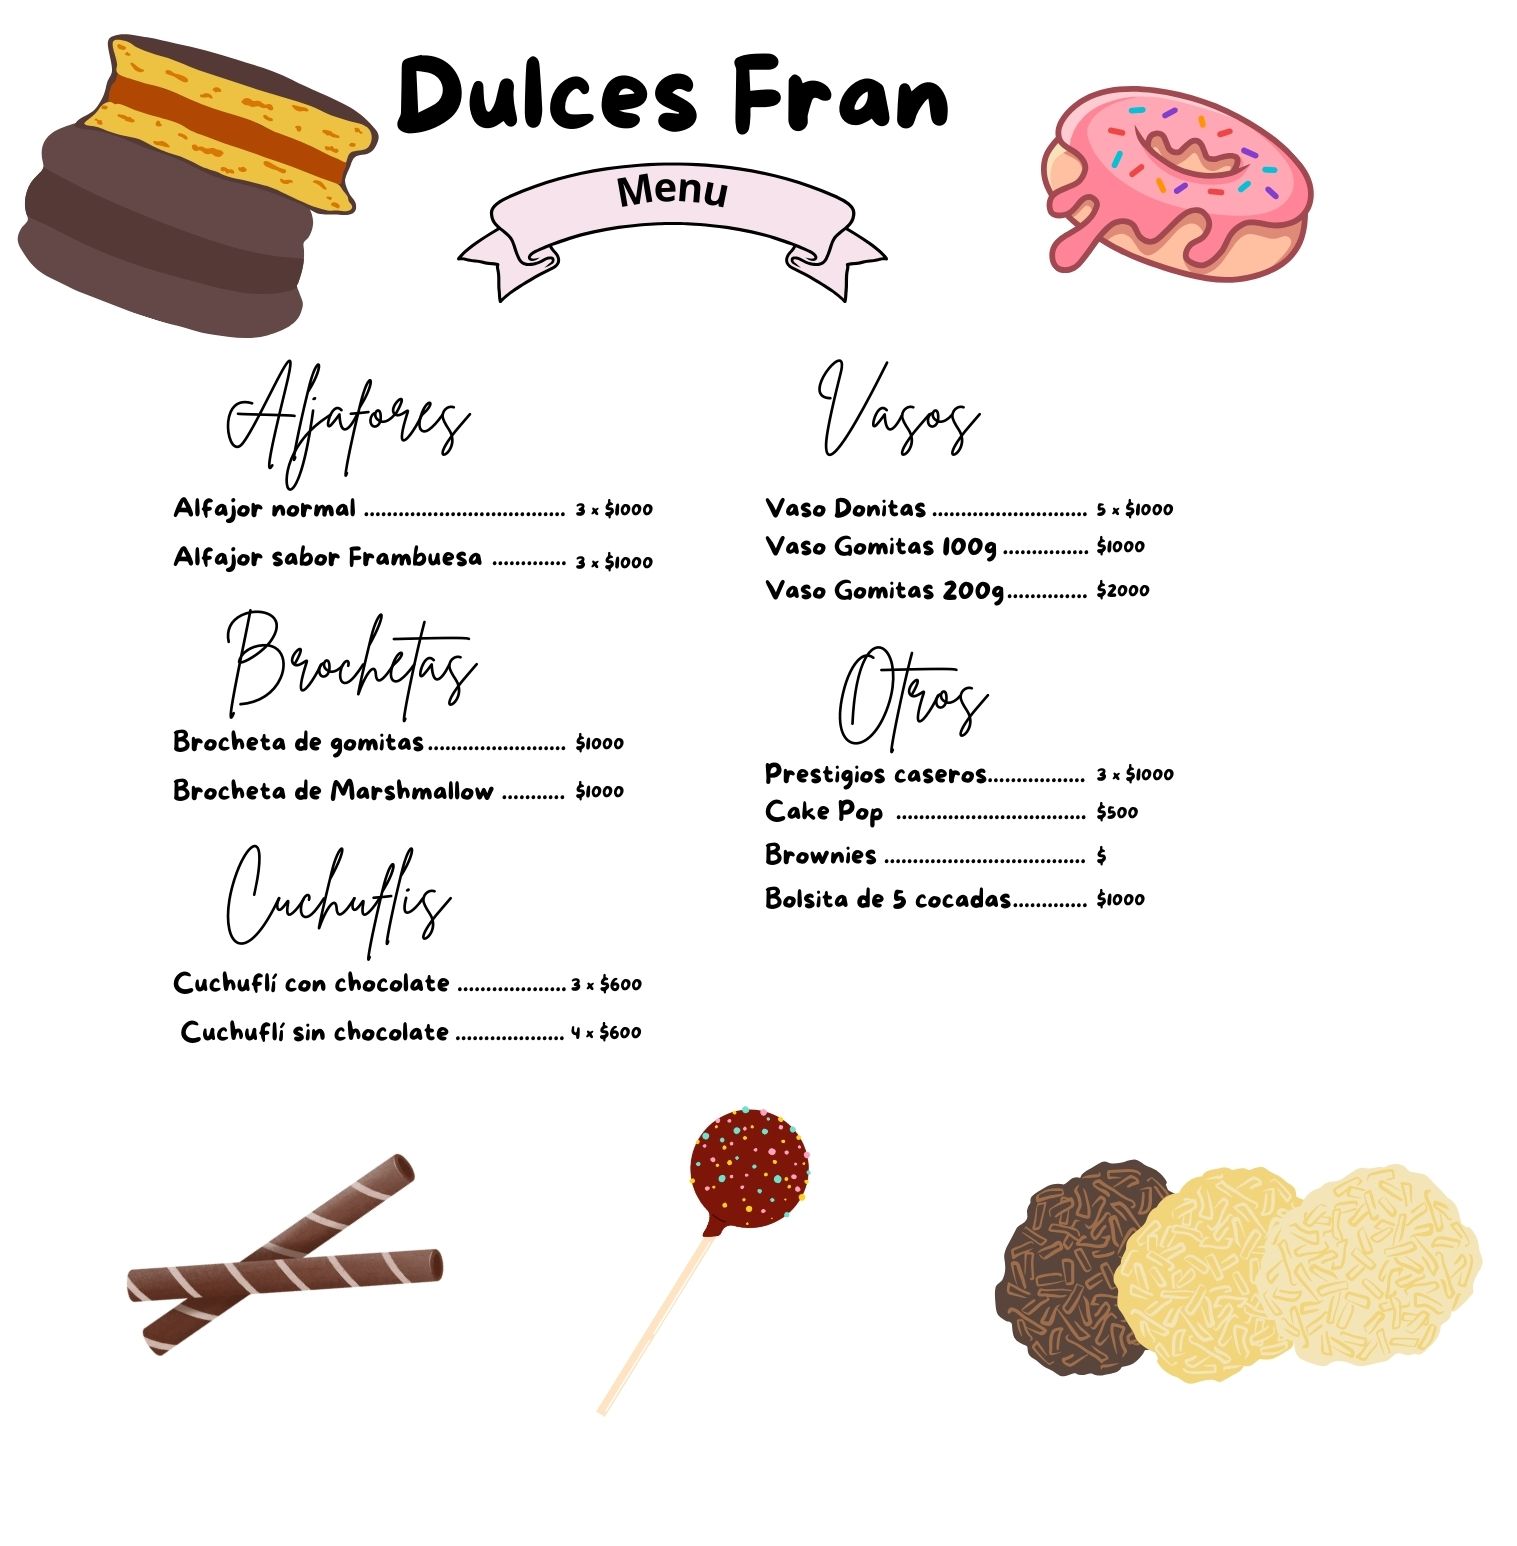 Dulces Fran
Menu
Aljafores
Alfajor normal ................................... 3 x $1000
Alfajor sabor Frambuesa ............. 3 x $1000
Brochetas
Brocheta de gomitas........................ $1000
Brocheta de Marshmallow ........... $1000
Cuchuflis
Cuchuflí con chocolate ................... 3 x $600
Cuchuflí sin chocolate ................... 4 x $600
Vasos
Vaso Donitas ........................... 5 x $1000
Vaso Gomitas 100g ............... $1000
Vaso Gomitas 200g.............. $2000
Otros
Prestigios caseros................. 3 x $1000
Cake Pop ................................. $500
Brownies ................................... $
Bolsita de 5 cocadas............. $1000